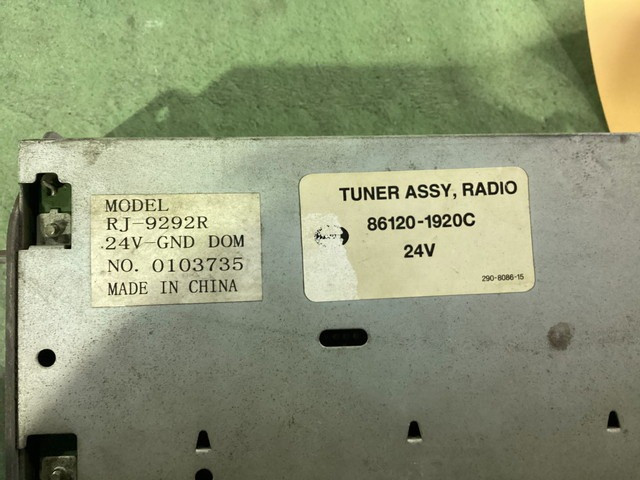 MODEL
RJ-9292R
.24V-GND DOM
NO. 0103735
MADE IN CHINA
TUNER ASSY, RADIO
86120-1920C
24V
290-8086-15